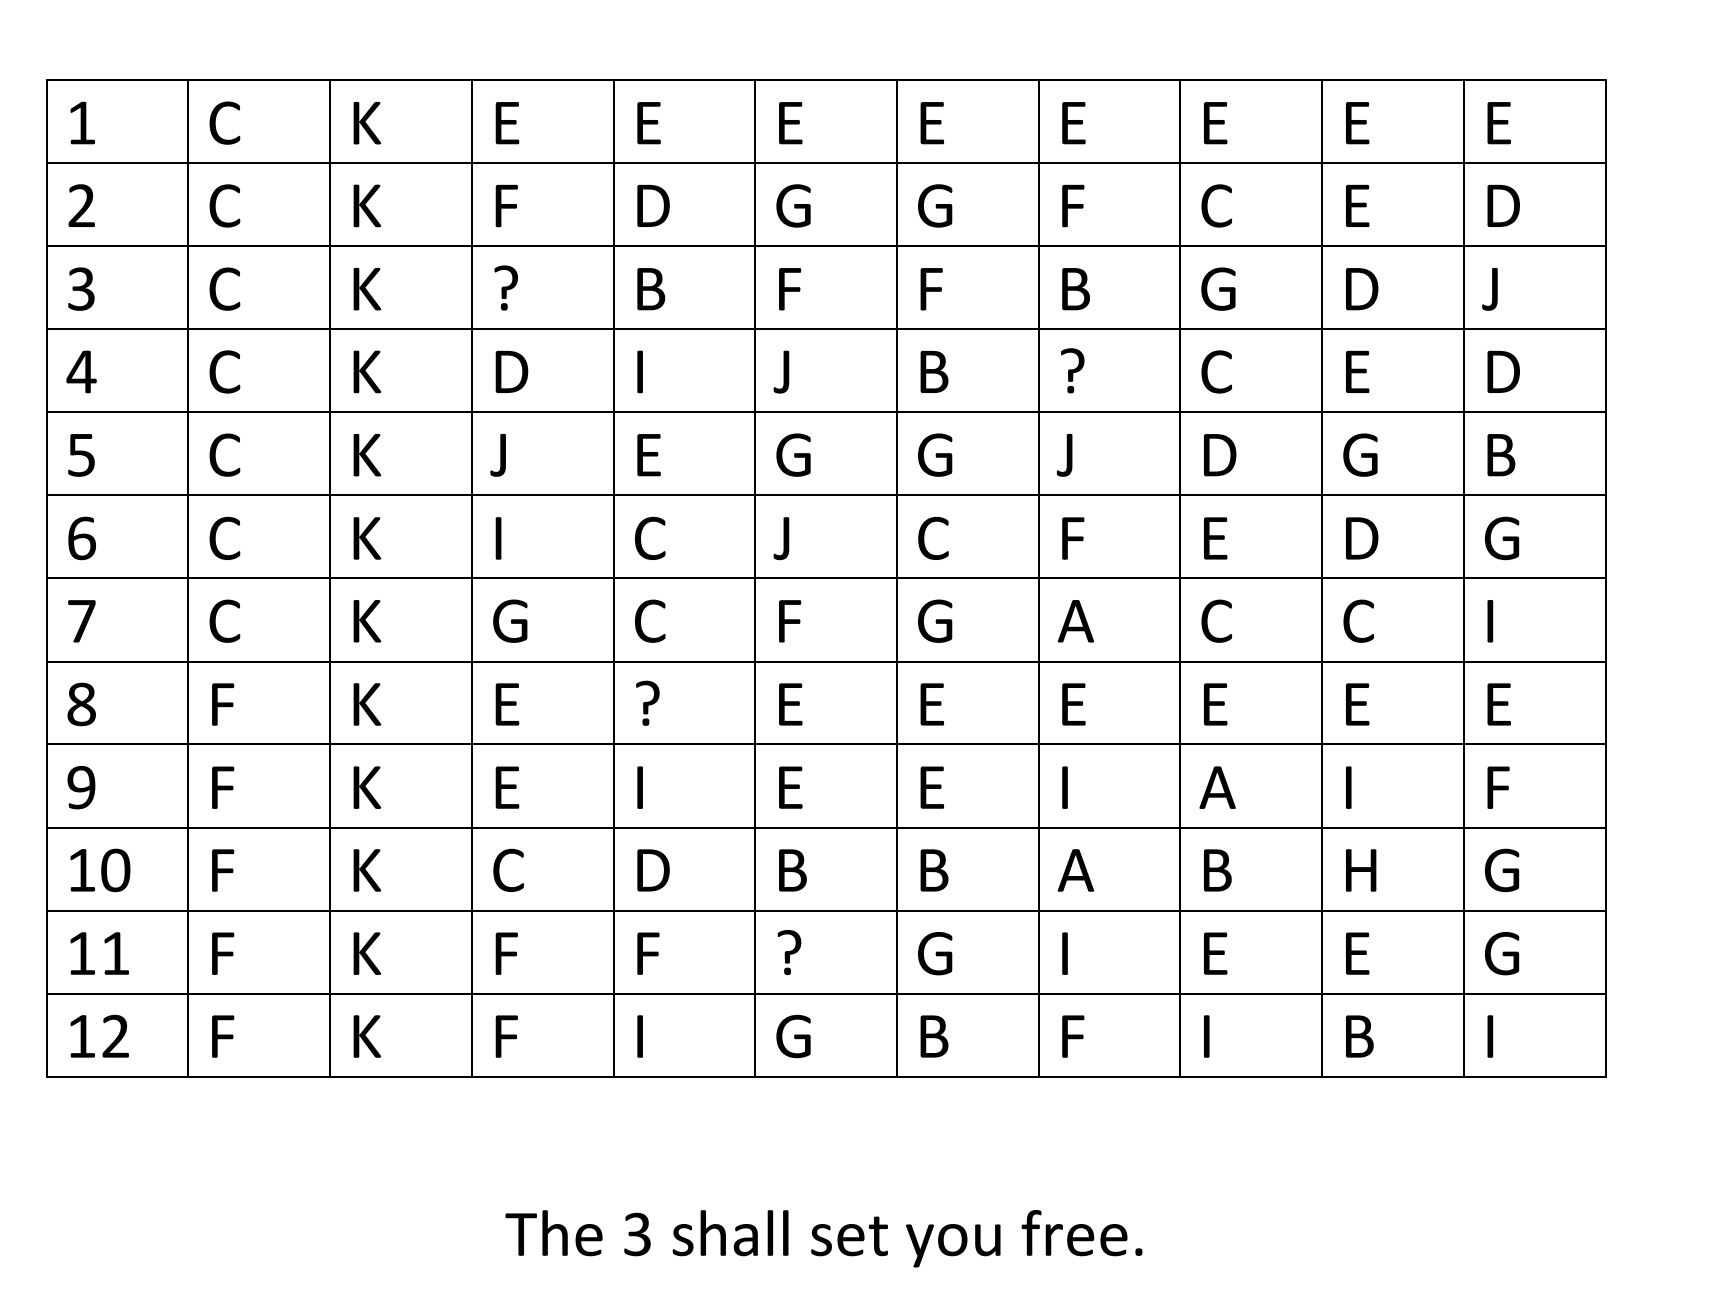 1 C K E E E E E E E E
2 C K F D G G F C E D
3 C K ? B F F B G D J
4 C K D I J B ? C E D
5 C K J E G G J D G B
6 C K I C J C F E D G
7 C K G C F G A C C I
8 F K E ? E E E E E E
9 F K E I E E I A I F
10 F K C D B B A B H G
11 F K F F ? G I E E G
12 F K F I G B F I B I
The 3 shall set you free.